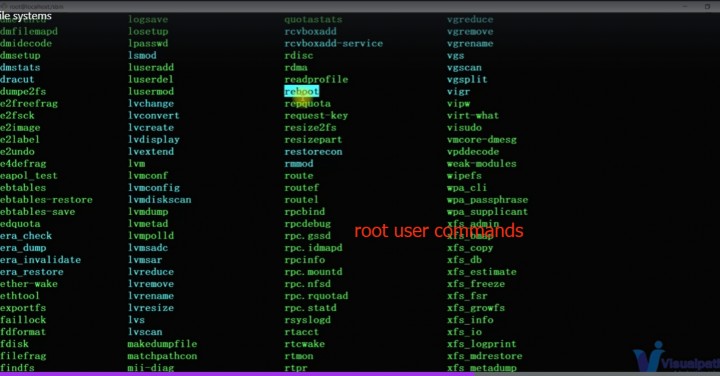 root@localhost:/sbin
ile systems
logsave quotastats vgreduce
dmfilemapd losetup rcvboxadd vgremove
dmidecode lpasswd rcvboxadd-service vgrename
dmsetup lsmod rdisc vgs
dmstats luseradd rdma vgscan
dracut luserdel readprofile vgsplit
dumpe2fs lusermod reboot vigr
e2freefrag lvchange repquota vipw
e2fsck lvconvert request-key virt-what
e2image lvcreate resize2fs visudo
e2label lvdisplay resizepart vmcore-dmesg
e2undo lvextend restorecon vpddecode
e4defrag lvm rmmod weak-modules
eapol_test lvmconf route wipefs
ebtables lvmconfig routef wpa_cli
ebtables-restore lvmdiskscan routel wpa_passphrase
ebtables-save lvmdump rpcbind wpa_supplicant
edquota lvmetad rpcdebug xfs_admin
era_check lvmpolld rpc.gssd xfs_bmap
root user commands
era_dump lvmsadc rpc.idmapd xfs_copy
era_invalidate lvmsar rpcinfo xfs_db
era_restore lvreduce rpc.mountd xfs_estimate
ether-wake lvremove rpc.nfsd xfs_freeze
ethtool lvrename rpc.rquotad xfs_fsr
exportfs lvresize rpc.statd xfs_growfs
faillock lvs rsyslogd xfs_info
fdformat lvscan rtacct xfs_io
fdisk makedumpfile rtcwake xfs_logprint
filefrag matchpathcon rtmon xfs_mdrestore
findfs mii-diag rtpr xfs_metadump
Visualpath